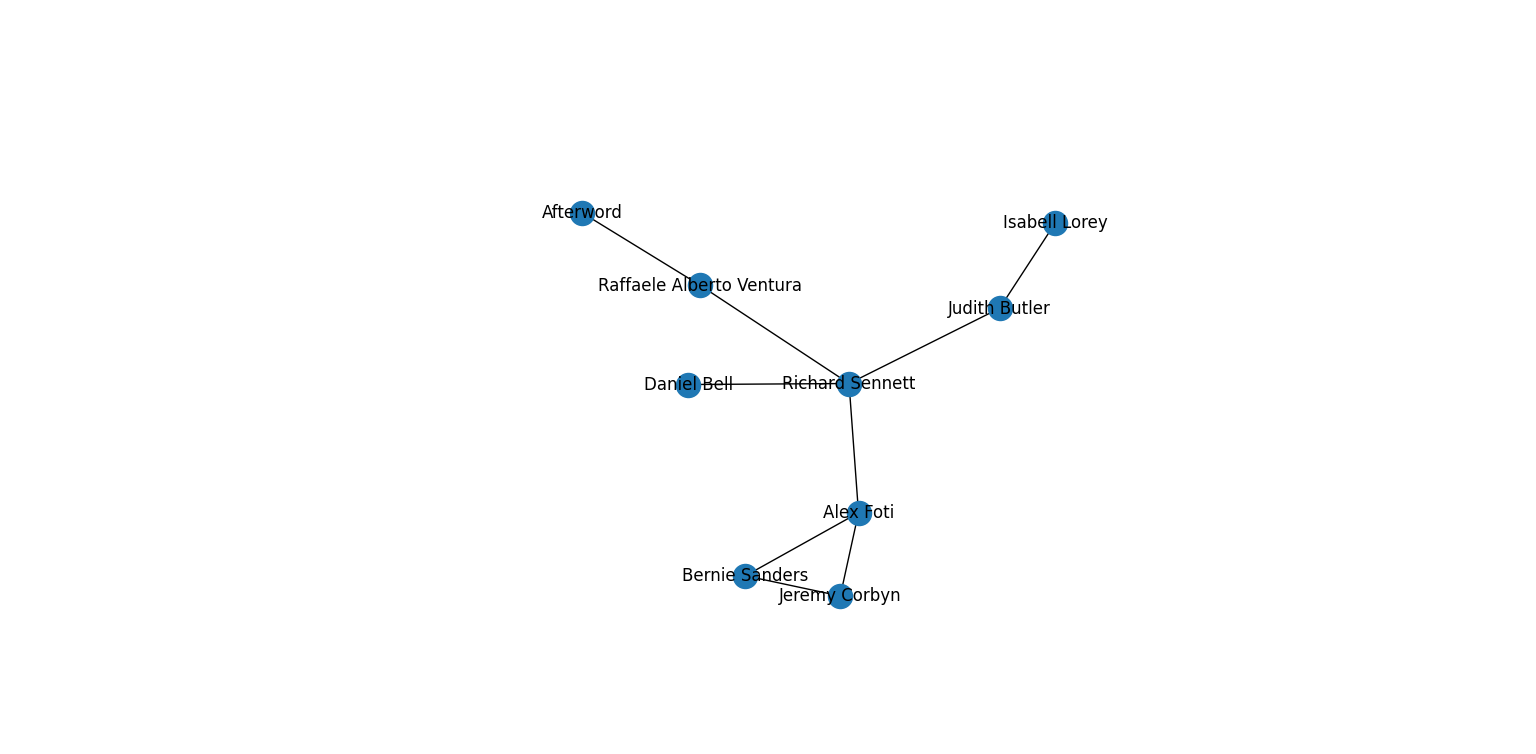 Afterword
Isabell Lorey
Raffaele Alberto Ventura
Judith Butler
Daniel Bell
Richard Sennett
Alex Foti
Bernie Sanders
Jeremy Corbyn